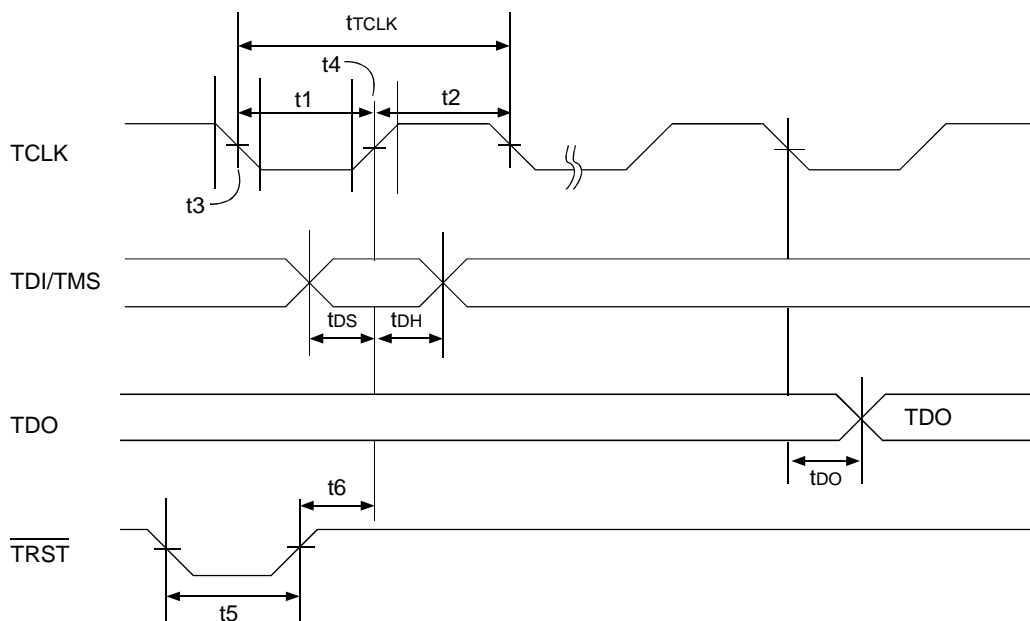 tTCLK
t4
t1
t2
TCLK
t3
TDI/TMS
tDS
tDH
TDO
TDO
tDO
t6
TRST
t5